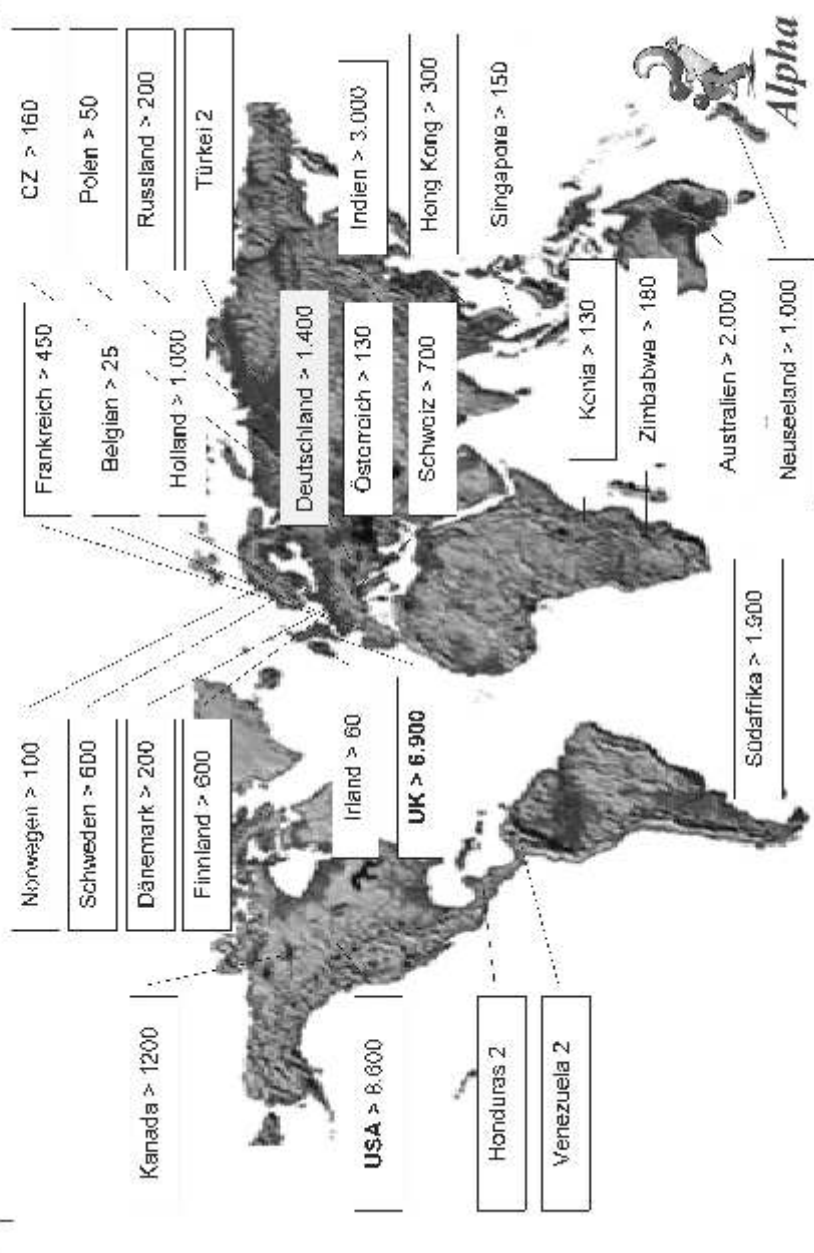 Norwegen > 100
Schweden > 600
Dänemark > 200
Finnland > 600
Irland > 60
UK > 6.900
Kanada > 1200
USA > 8.600
Honduras 2
Venezuela 2
Frankreich > 450
Belgien > 25
Holland > 1.000
Deutschland > 1.400
Österreich > 130
Schweiz > 700
CZ > 160
Polen > 50
Russland > 200
Türkei 2
Indien > 3.000
Hong Kong > 300
Singapore > 150
Kenia > 130
Zimbabwe > 180
Südafrika > 1.900
Australien > 2.000
Neuseeland > 1.000
Alpha